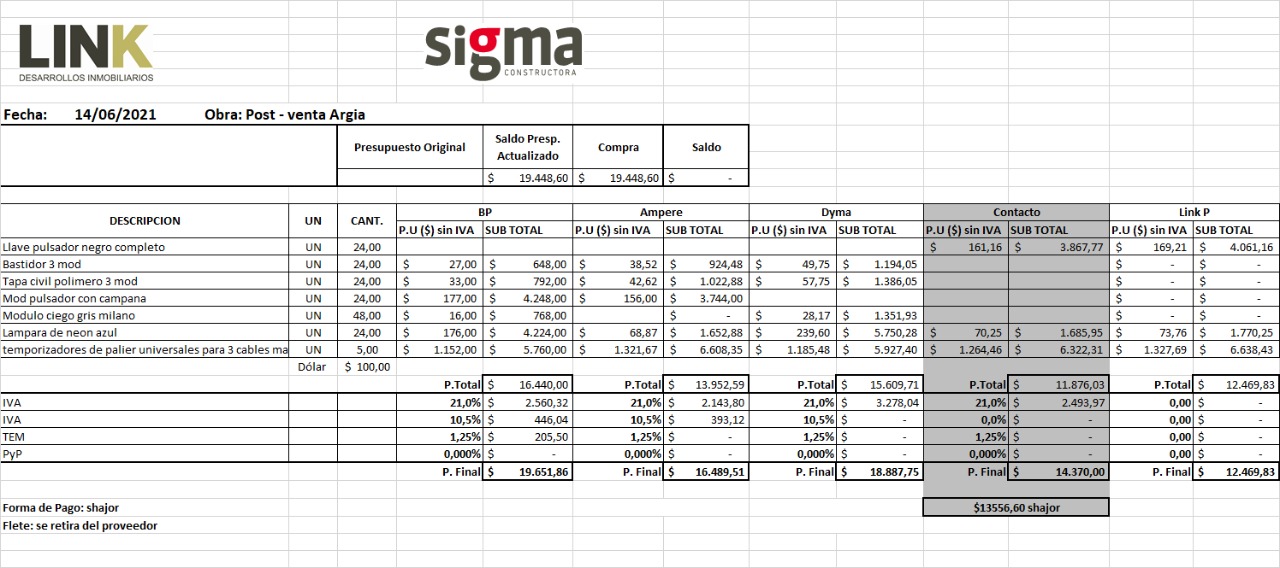 LINK
DESARROLLOS INMOBILIARIOS
sigma
CONSTRUCTORA
Fecha: 14/06/2021 Obra: Post - venta Argia
Presupuesto Original Saldo Presp. Actualizado Compra Saldo
$ 19.448,60 $ 19.448,60 $ -
DESCRIPCION UN CANT. BP Ampere Dyma Contacto Link P
P.U ($) sin IVA SUB TOTAL P.U ($) sin IVA SUB TOTAL P.U ($) sin IVA SUB TOTAL P.U ($) sin IVA SUB TOTAL P.U ($) sin IVA SUB TOTAL
Llave pulsador negro completo UN 24,00 $ 161,16 $ 3.867,77 $ 169,21 $ 4.061,16
Bastidor 3 mod UN 24,00 $ 27,00 $ 648,00 $ 38,52 $ 924,48 $ 49,75 $ 1.194,05 $ - $ -
Tapa civil polimero 3 mod UN 24,00 $ 33,00 $ 792,00 $ 42,62 $ 1.022,88 $ 57,75 $ 1.386,05 $ - $ -
Mod pulsador con campana UN 24,00 $ 177,00 $ 4.248,00 $ 156,00 $ 3.744,00 $ - $ -
Modulo ciego gris milano UN 48,00 $ 16,00 $ 768,00 $ - $ 28,17 $ 1.351,93 $ - $ -
Lampara de neon azul UN 24,00 $ 176,00 $ 4.224,00 $ 68,87 $ 1.652,88 $ 239,60 $ 5.750,28 $ 70,25 $ 1.685,95 $ 73,76 $ 1.770,25
temporizadores de palier universales para 3 cables ma UN 5,00 $ 1.152,00 $ 5.760,00 $ 1.321,67 $ 6.608,35 $ 1.185,48 $ 5.927,40 $ 1.264,46 $ 6.322,31 $ 1.327,69 $ 6.638,43
Dólar $ 100,00
P.Total $ 16.440,00 P.Total $ 13.952,59 P.Total $ 15.609,71 P.Total $ 11.876,03 P.Total $ 12.469,83
IVA 21,0% $ 2.560,32 21,0% $ 2.143,80 21,0% $ 3.278,04 21,0% $ 2.493,97 0,00 $ -
IVA 10,5% $ 446,04 10,5% $ 393,12 10,5% $ - 0,0% $ - 0,00 $ -
TEM 1,25% $ 205,50 1,25% $ - 1,25% $ - 1,25% $ - 0,00 $ -
PyP 0,000% $ - 0,000% $ - 0,000% $ - 0,000% $ - 0,00 $ -
P. Final $ 19.651,86 P. Final $ 16.489,51 P. Final $ 18.887,75 P. Final $ 14.370,00 P. Final $ 12.469,83
Forma de Pago: shajor $13556,60 shajor
Flete: se retira del proveedor